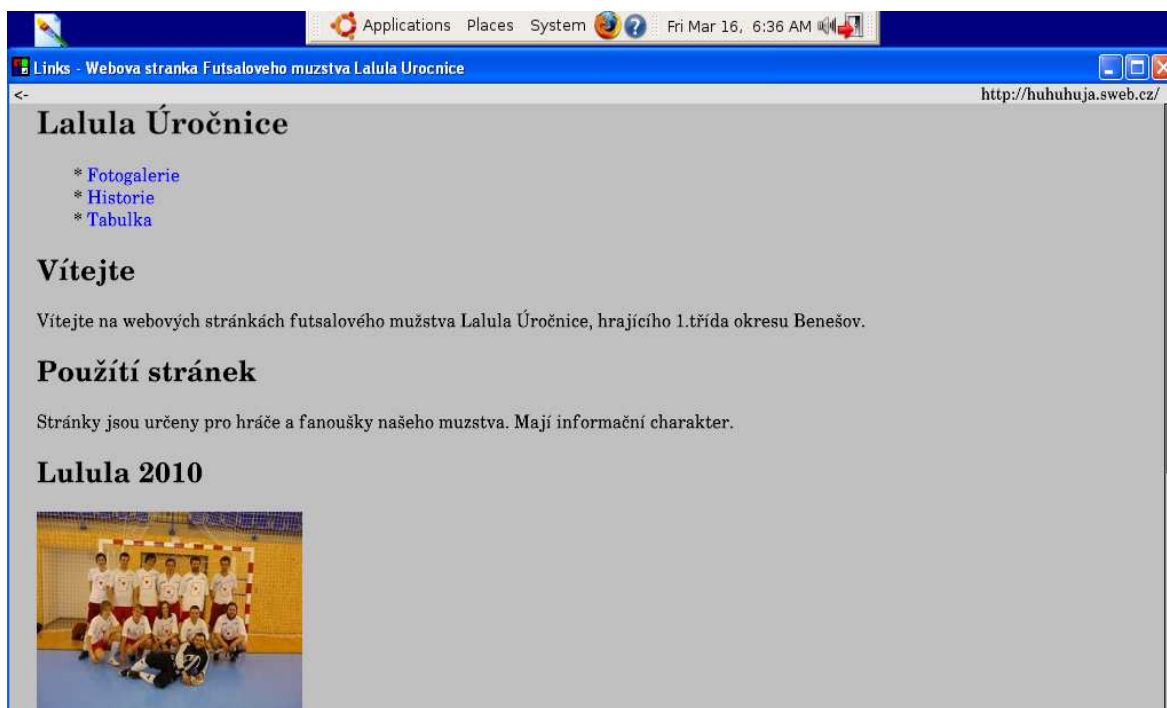 Applications Places System Fri Mar 16, 6:36 AM
Links - Webova stranka Futsaloveho muzstva Lalula Urocnice
<- http://huhuhuja.sweb.cz/
Lalula Úročnice
* Fotogalerie
* Historie
* Tabulka
Vítejte
Vítejte na webových stránkách futsalového mužstva Lalula Úročnice, hrajícího 1.třída okresu Benešov.
Použítí stránek
Stránky jsou určeny pro hráče a fanoušky našeho muzstva. Mají informační charakter.
Lulula 2010